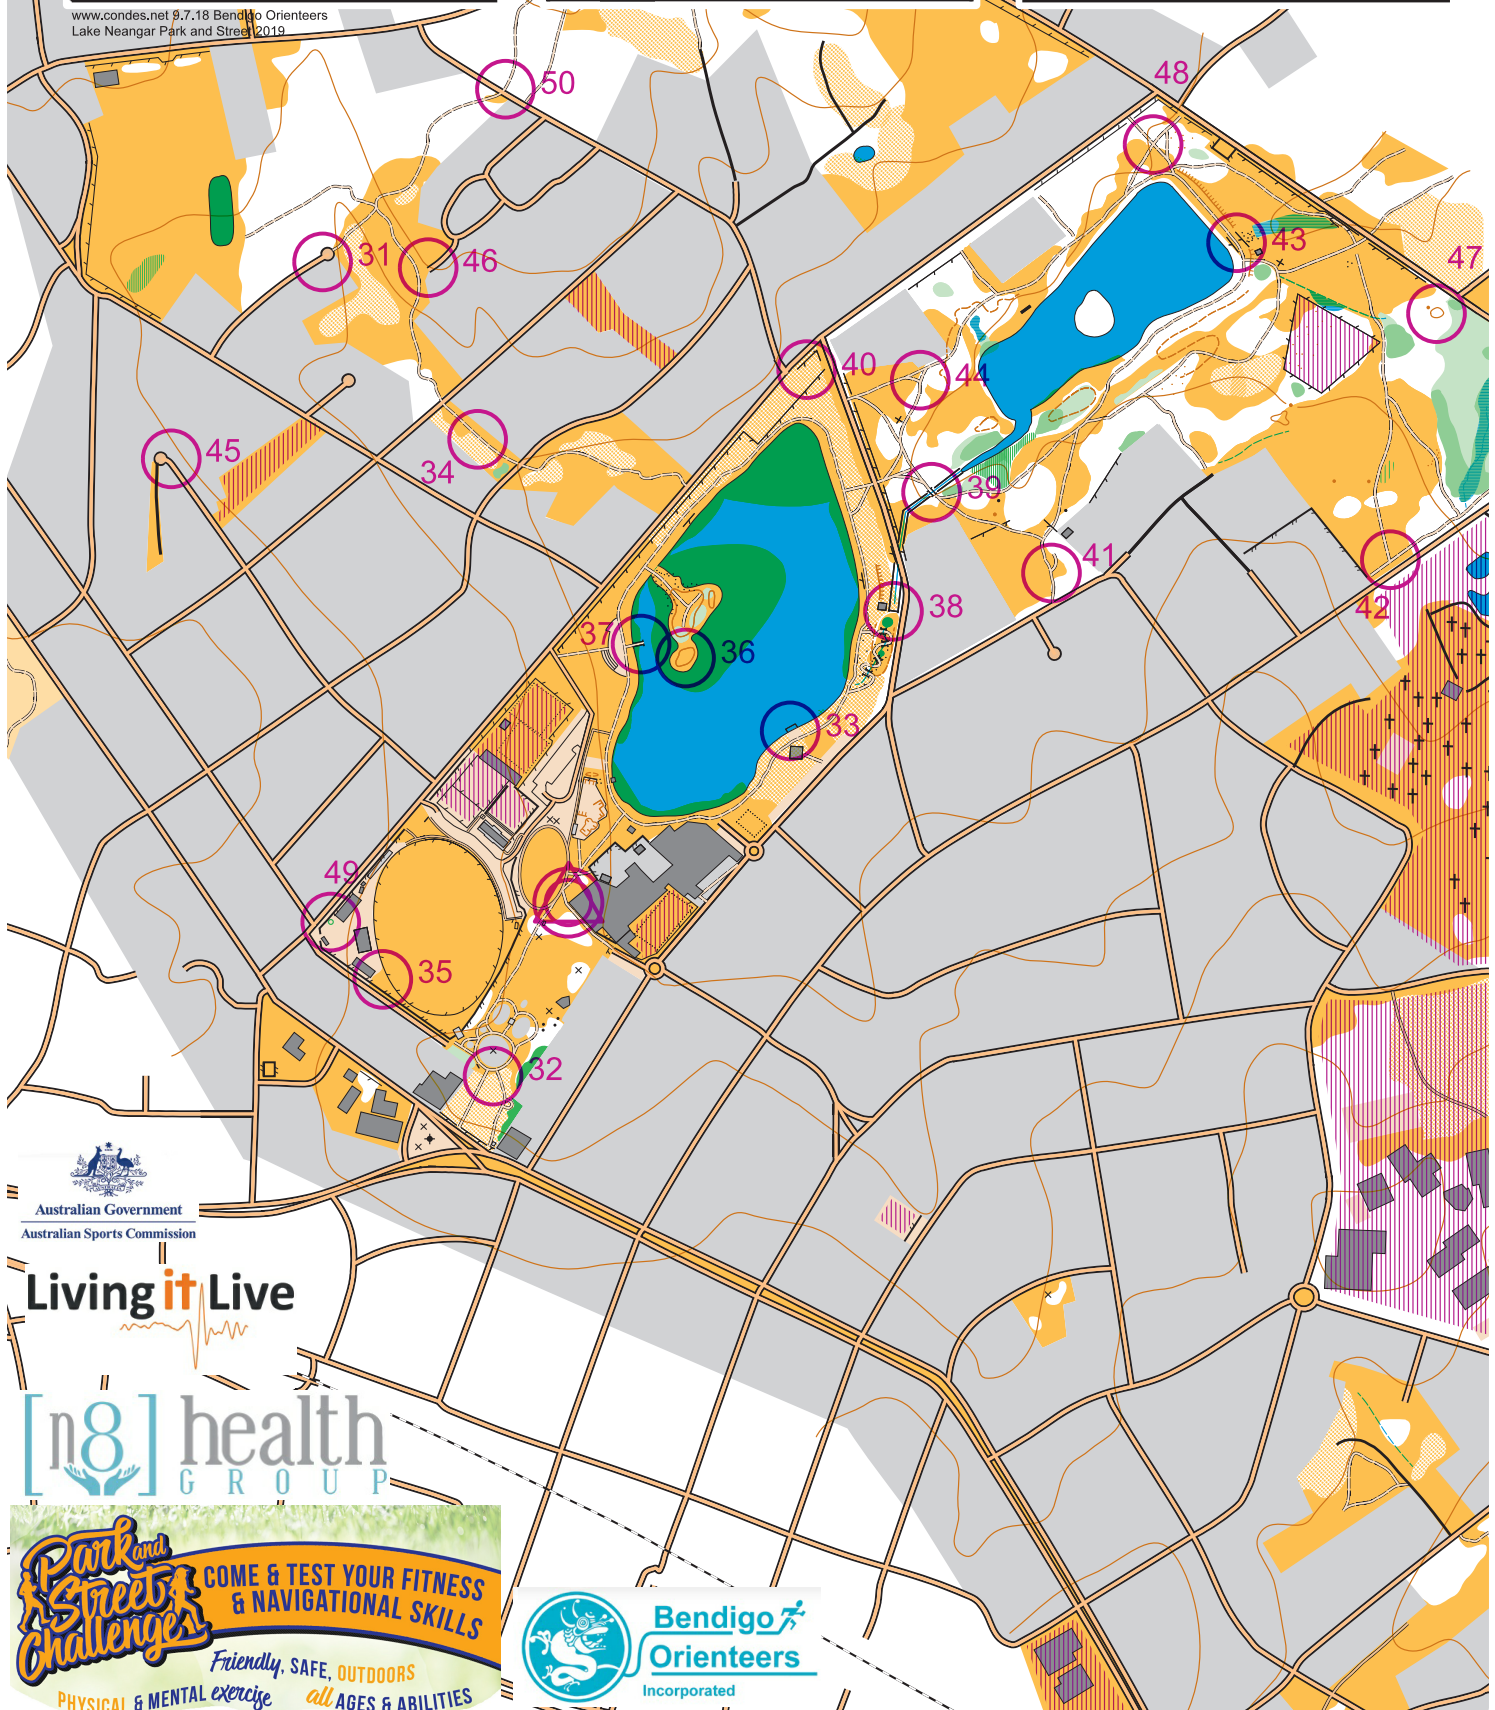 www.condes.net 9.7.18 Bendigo Orienteers
Lake Neangar Park and Street 2019
50
48
31
46
43
47
40
44
45
34
39
41
42
38
37
36
33
49
35
32
Australian Government
Australian Sports Commission
Living it Live
[n8] health
GROUP
Park and
Street
Challenge
COME & TEST YOUR FITNESS
& NAVIGATIONAL SKILLS
Friendly, SAFE, OUTDOORS
PHYSICAL & MENTAL exercise all AGES & ABILITIES
Bendigo
Orienteers
Incorporated